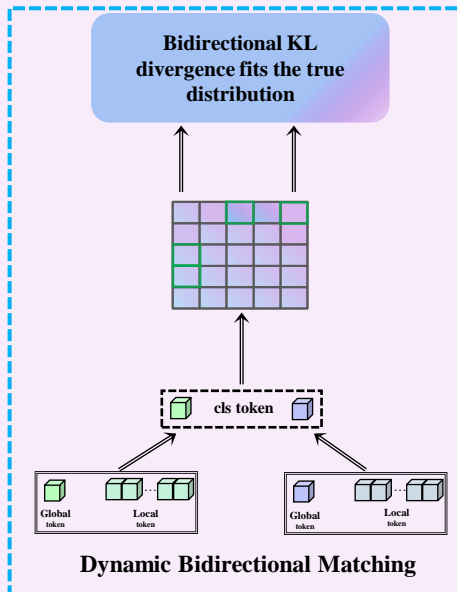 Bidirectional KL
divergence fits the true
distribution
cls token
Global
token
Local
token
Global
token
Local
token
Dynamic Bidirectional Matching